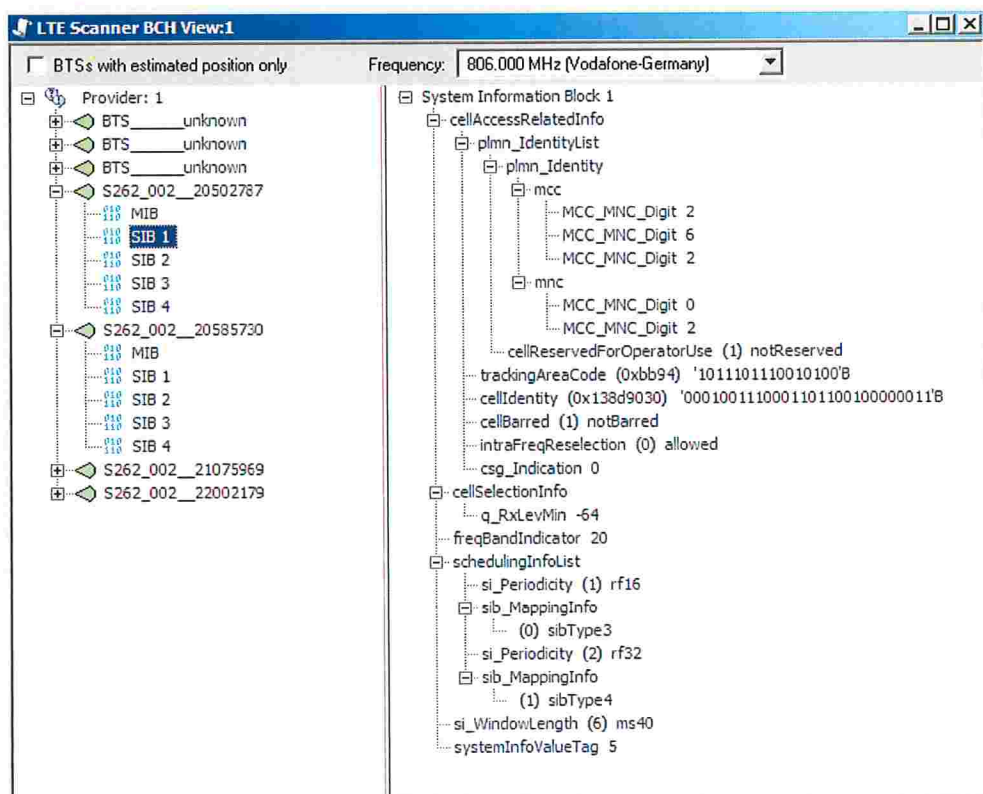 LTE Scanner BCH View:1
BTSs with estimated position only
Frequency: 806.000 MHz (Vodafone-Germany)
Provider: 1
BTS______unknown
BTS______unknown
BTS______unknown
S262_002__20502787
MIB
SIB 1
SIB 2
SIB 3
SIB 4
S262_002__20585730
MIB
SIB 1
SIB 2
SIB 3
SIB 4
S262_002__21075969
S262_002__22002179
System Information Block 1
cellAccessRelatedInfo
plmn_IdentityList
plmn_Identity
mcc
MCC_MNC_Digit 2
MCC_MNC_Digit 6
MCC_MNC_Digit 2
mnc
MCC_MNC_Digit 0
MCC_MNC_Digit 2
cellReservedForOperatorUse (1) notReserved
trackingAreaCode (0xbb94) '1011101110010100'B
cellIdentity (0x138d9030) '0001001110001101100100000011'B
cellBarred (1) notBarred
intraFreqReselection (0) allowed
csg_Indication 0
cellSelectionInfo
q_RxLevMin -64
freqBandIndicator 20
schedulingInfoList
si_Periodicity (1) rf16
sib_MappingInfo
(0) sibType3
si_Periodicity (2) rf32
sib_MappingInfo
(1) sibType4
si_WindowLength (6) ms40
systemInfoValueTag 5